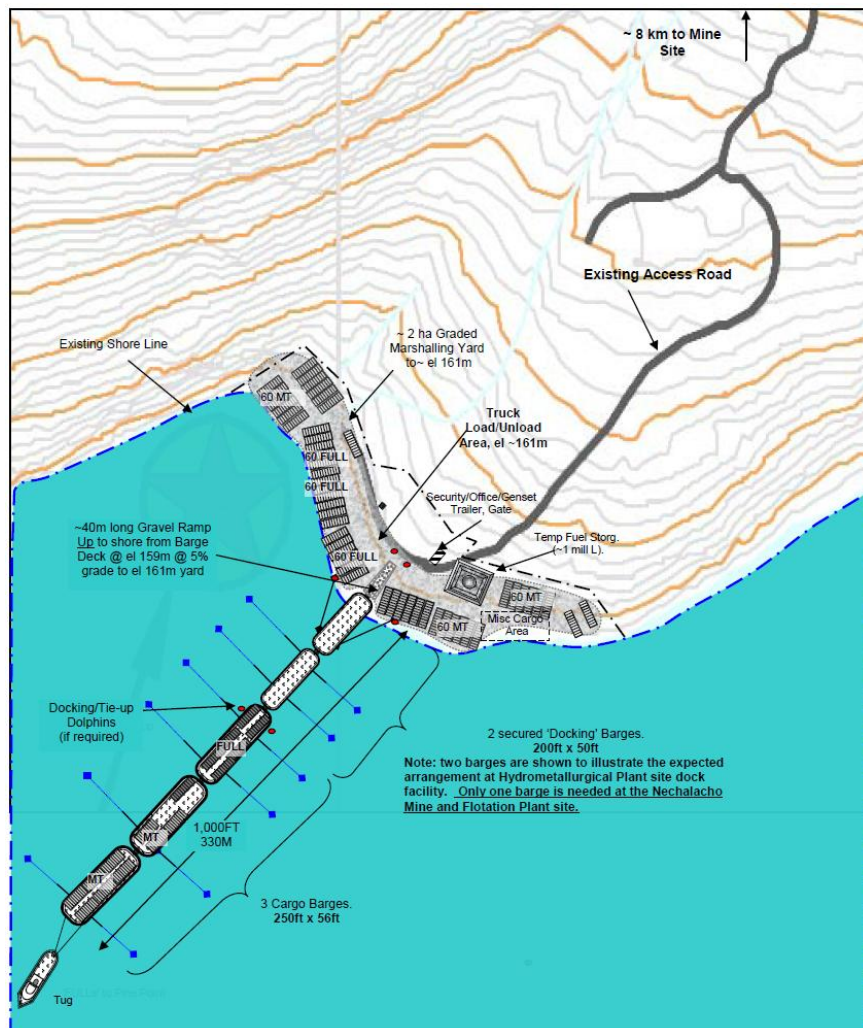 ~ 8 km to Mine
Site
Existing Access Road
Existing Shore Line
~ 2 ha Graded
Marshalling Yard
to~ el 161m
60 MT
Truck
Load/Unload
Area, el ~161m
60 FULL
60 FULL
Security/Office/Genset
Trailer, Gate
~40m long Gravel Ramp
Up to shore from Barge
Deck @ el 159m @ 5%
grade to el 161m yard
Temp Fuel Storg.
(~1 mill L).
60 FULL
60 MT
60 MT
Misc Cargo
Area
Docking/Tie-up
Dolphins
(if required)
2 secured 'Docking' Barges.
200ft x 50ft
Note: two barges are shown to illustrate the expected
arrangement at Hydrometallurgical Plant site dock
facility. Only one barge is needed at the Nechalacho
Mine and Flotation Plant site.
FULL
MT
1,000FT
330M
MT
3 Cargo Barges.
250ft x 56ft
Tug